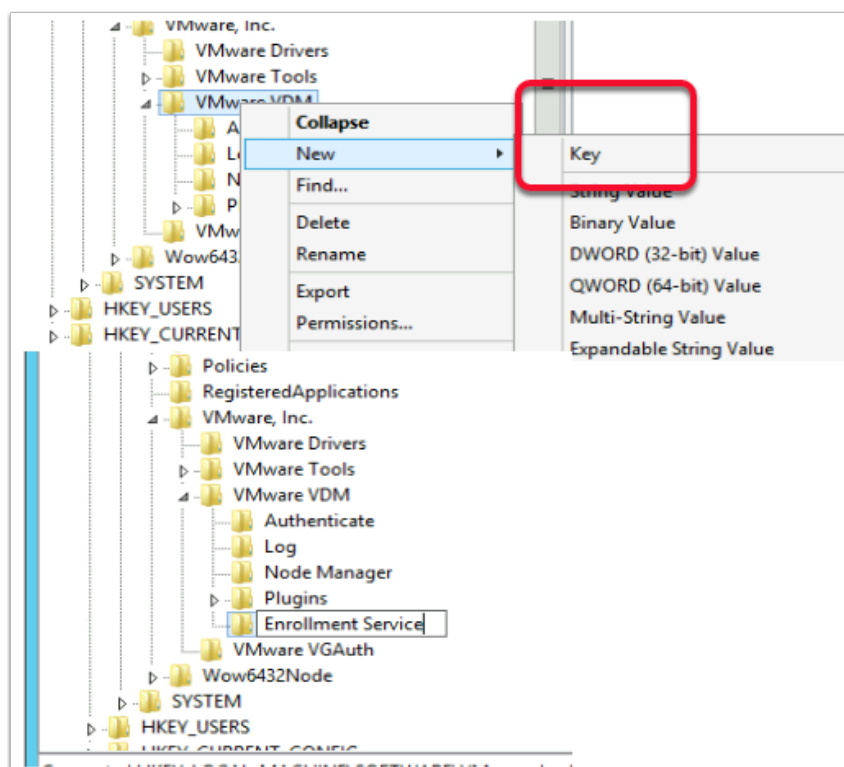 VMware, Inc.
VMware Drivers
VMware Tools
VMware VDM
A
L
N
P
VMw
Wow643
SYSTEM
HKEY_USERS
HKEY_CURRENT
Collapse
New
Find...
Delete
Rename
Export
Permissions...
Key
String Value
Binary Value
DWORD (32-bit) Value
QWORD (64-bit) Value
Multi-String Value
Expandable String Value
Policies
RegisteredApplications
VMware, Inc.
VMware Drivers
VMware Tools
VMware VDM
Authenticate
Log
Node Manager
Plugins
Enrollment Service
VMware VGAuth
Wow6432Node
SYSTEM
HKEY_USERS
HKEY_CURRENT_CONFIG